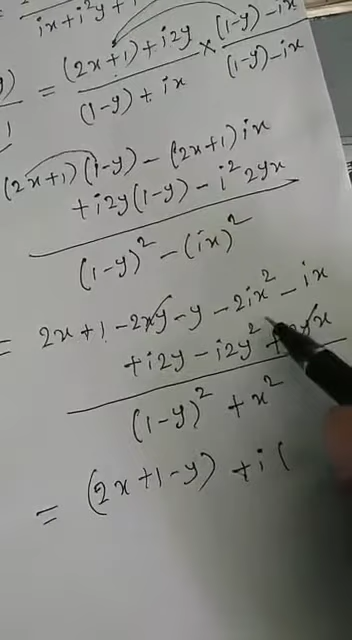 ix+i²y+1
= (2x+1)+i2y / (1-y)+ix × (1-y)-ix / (1-y)-ix
(2x+1)(1-y) - (2x+1)ix
+i2y(1-y) - i²2yx
(1-y)² - (ix)²
= 2x+1-2xy-y-2ix²-ix
+i2y-i2y²+2yx
(1-y)²+x²
= (2x+1-y) +i(